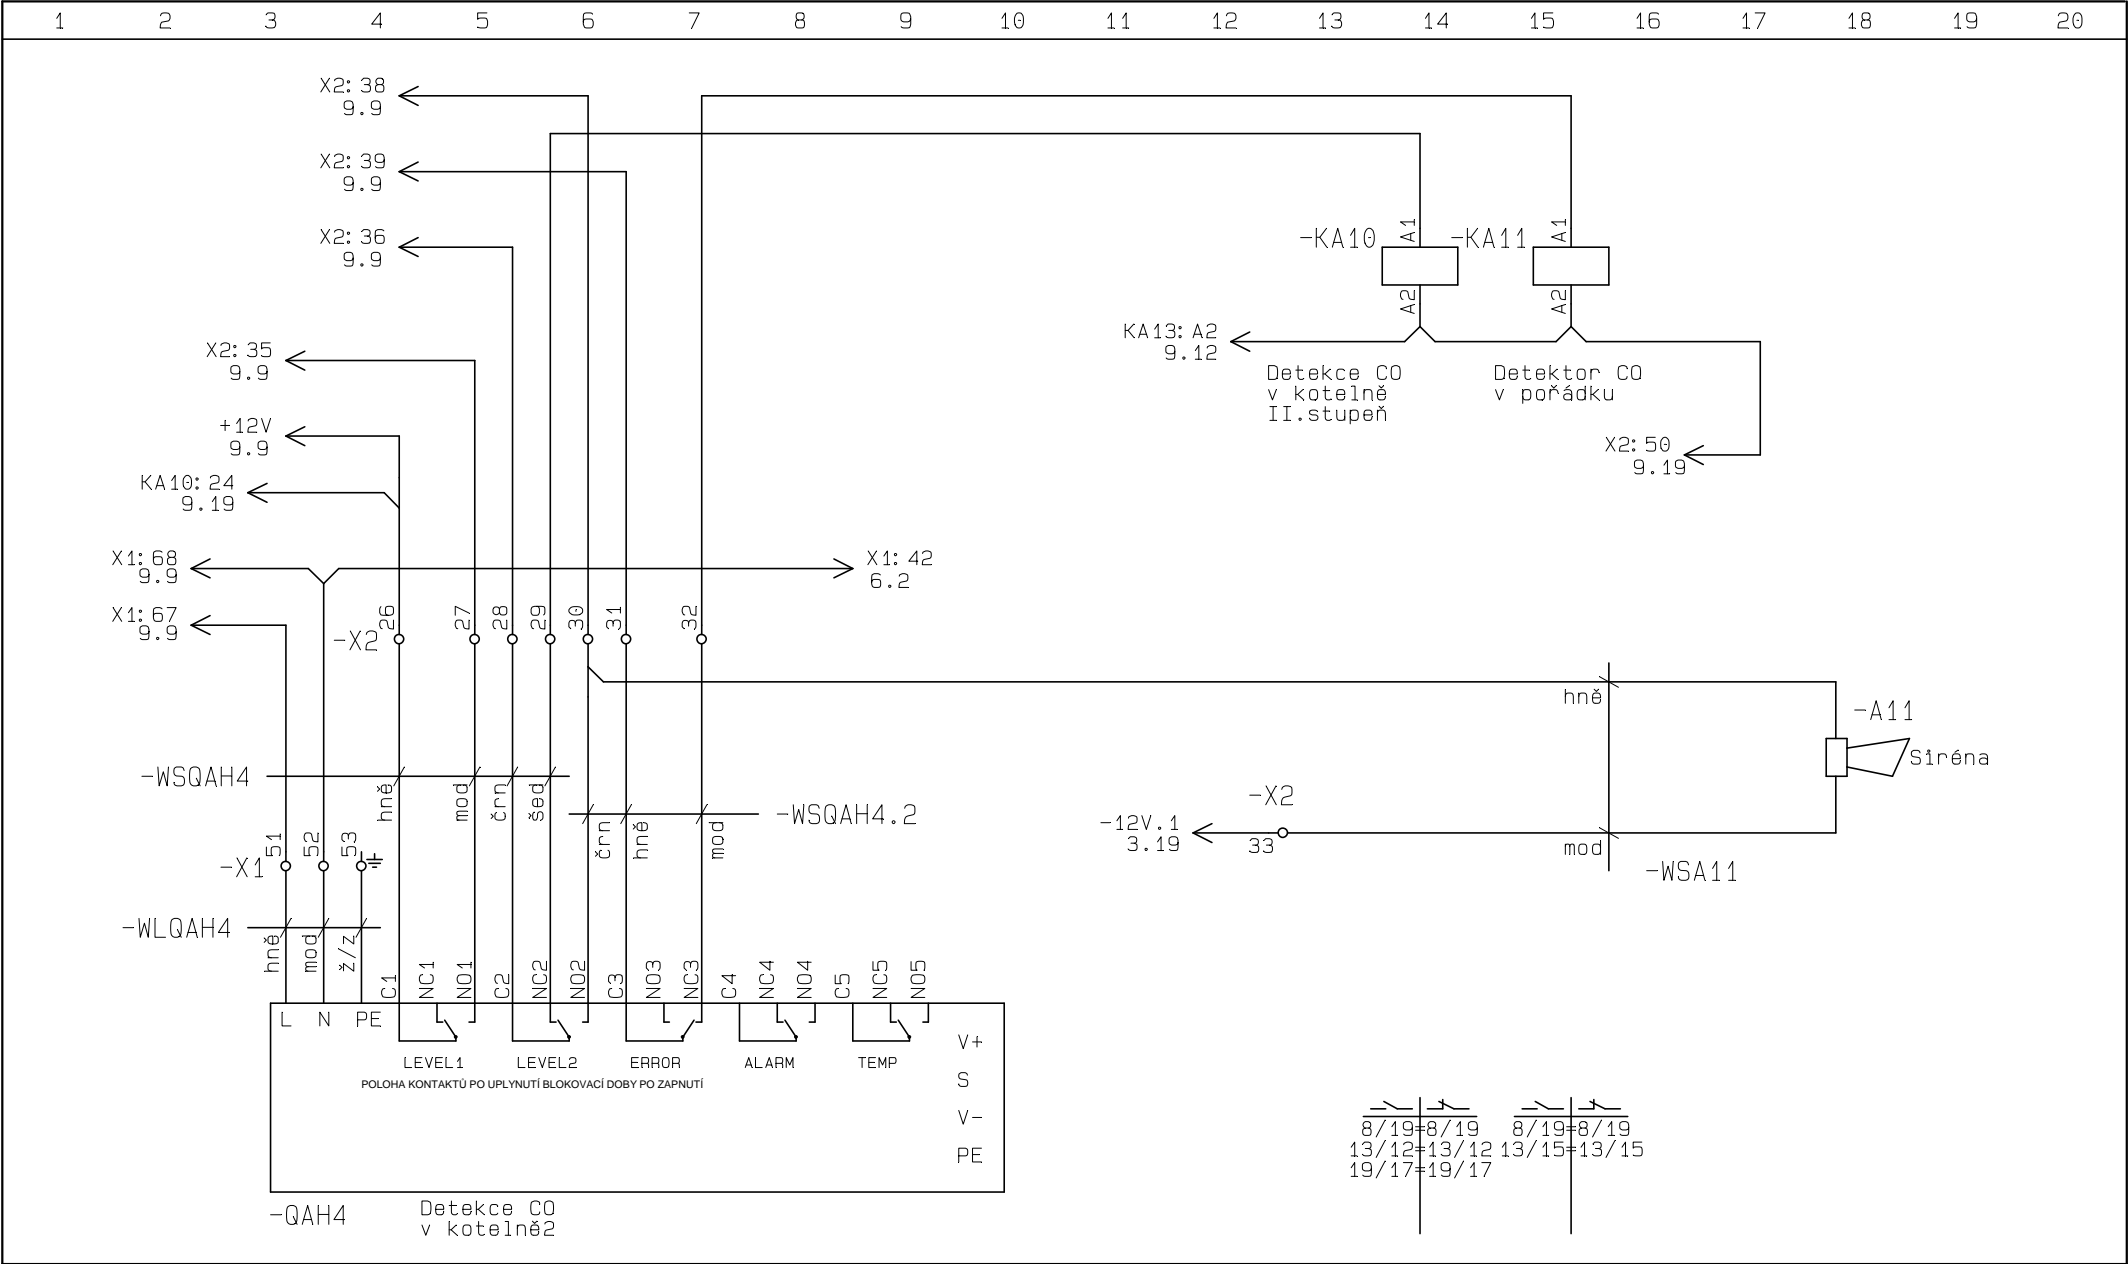 1 2 3 4 5 6 7 8 9 10 11 12 13 14 15 16 17 18 19 20
X2:38
9.9
X2:39
9.9
X2:36
9.9
-KA10 A1 -KA11 A1
A2 A2
KA13:A2
9.12
X2:35
9.9
Detekce CO
v kotelně
II.stupeň
Detektor CO
v pořádku
+12V
9.9
X2:50
9.19
KA10:24
9.19
X1:68
9.9
X1:42
6.2
X1:67
9.9
-X2 26 27 28 29 30 31 32
hně
-A11
Siréna
-WSQAH4
hně mod črn šed
-WSQAH4.2
črn hně mod
-X2
-12V.1
3.19
33
mod
-WSA11
-X1 51 52 53
-WLQAH4
hně mod ž/z
C1 NC1 NO1 C2 NC2 NO2 C3 NO3 NC3 C4 NC4 NO4 C5 NC5 NO5
L N PE
LEVEL1 LEVEL2 ERROR ALARM TEMP
POLOHA KONTAKTŮ PO UPLYNUTÍ BLOKOVACÍ DOBY PO ZAPNUTÍ
V+
S
V-
PE
-QAH4
Detekce CO
v kotelně2
8/19=8/19
13/12=13/12
19/17=19/17
8/19=8/19
13/15=13/15